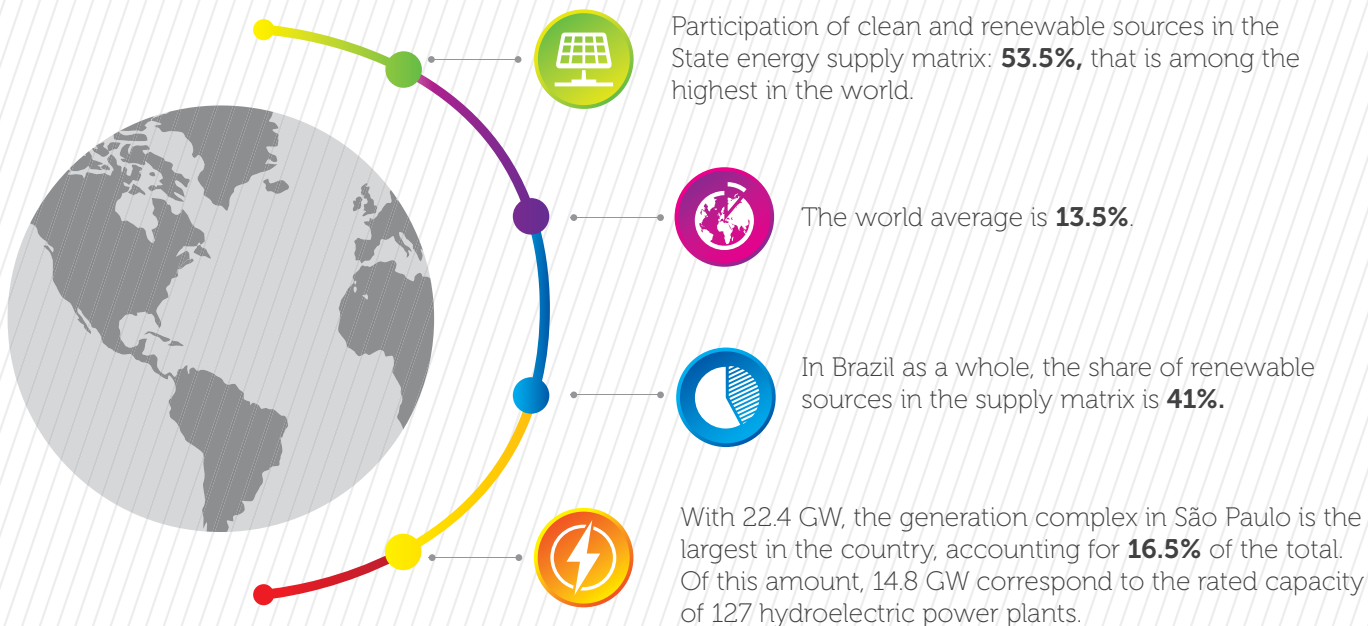 Participation of clean and renewable sources in the
State energy supply matrix: 53.5%, that is among the
highest in the world.
The world average is 13.5%.
In Brazil as a whole, the share of renewable
sources in the supply matrix is 41%.
With 22.4 GW, the generation complex in São Paulo is the
largest in the country, accounting for 16.5% of the total.
Of this amount, 14.8 GW correspond to the rated capacity
of 127 hydroelectric power plants.